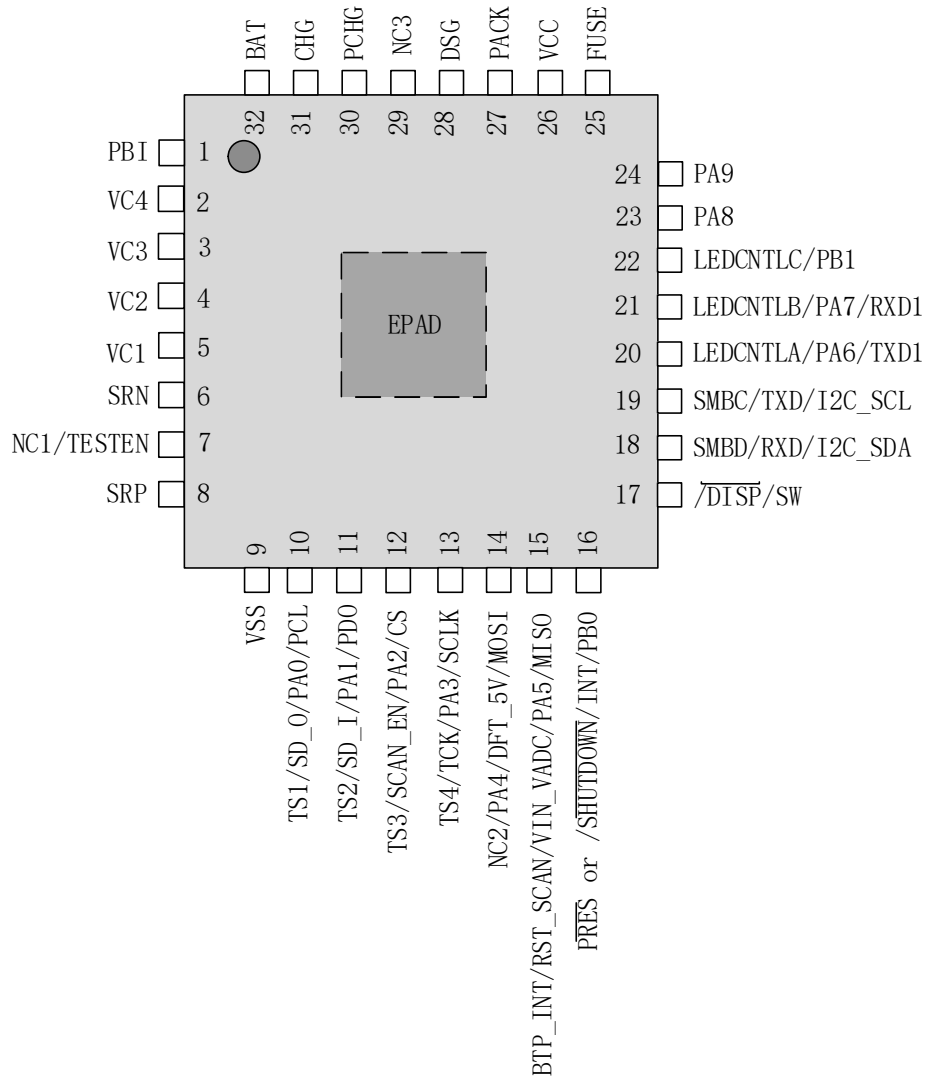 BAT
CHG
PCHG
NC3
DSG
PACK
VCC
FUSE
32
31
30
29
28
27
26
25
PBI 1
VC4 2
VC3 3
VC2 4
VC1 5
SRN 6
NC1/TESTEN 7
SRP 8
EPAD
24 PA9
23 PA8
22 LEDCNTLC/PB1
21 LEDCNTLB/PA7/RXD1
20 LEDCNTLA/PA6/TXD1
19 SMBC/TXD/I2C_SCL
18 SMBD/RXD/I2C_SDA
17 /DISP/SW
9
10
11
12
13
14
15
16
VSS
TS1/SD_O/PA0/PCL
TS2/SD_I/PA1/PDO
TS3/SCAN_EN/PA2/CS
TS4/TCK/PA3/SCLK
NC2/PA4/DFT_5V/MOSI
BTP_INT/RST_SCAN/VIN_VADC/PA5/MISO
PRES or /SHUTDOWN/INT/PB0